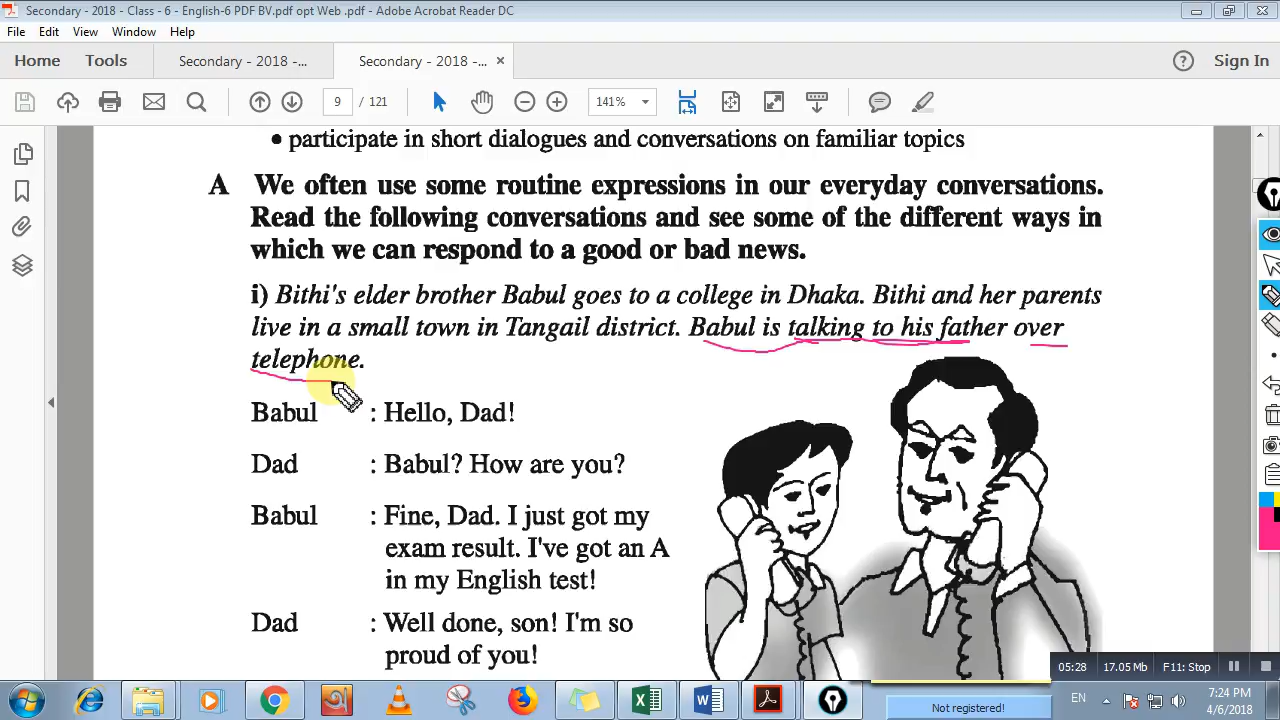 Secondary - 2018 - Class - 6 - English-6 PDF BV.pdf opt Web .pdf - Adobe Acrobat Reader DC
File Edit View Window Help
Home Tools Secondary - 2018 -... Secondary - 2018 -... × Sign In
9 / 121 141%
• participate in short dialogues and conversations on familiar topics
A We often use some routine expressions in our everyday conversations.
Read the following conversations and see some of the different ways in
which we can respond to a good or bad news.
i) Bithi's elder brother Babul goes to a college in Dhaka. Bithi and her parents
live in a small town in Tangail district. Babul is talking to his father over
telephone.
Babul : Hello, Dad!
Dad : Babul? How are you?
Babul : Fine, Dad. I just got my
exam result. I've got an A
in my English test!
Dad : Well done, son! I'm so
proud of you!
05:28 17.05 Mb F11: Stop
EN 7:24 PM
Not registered! 4/6/2018